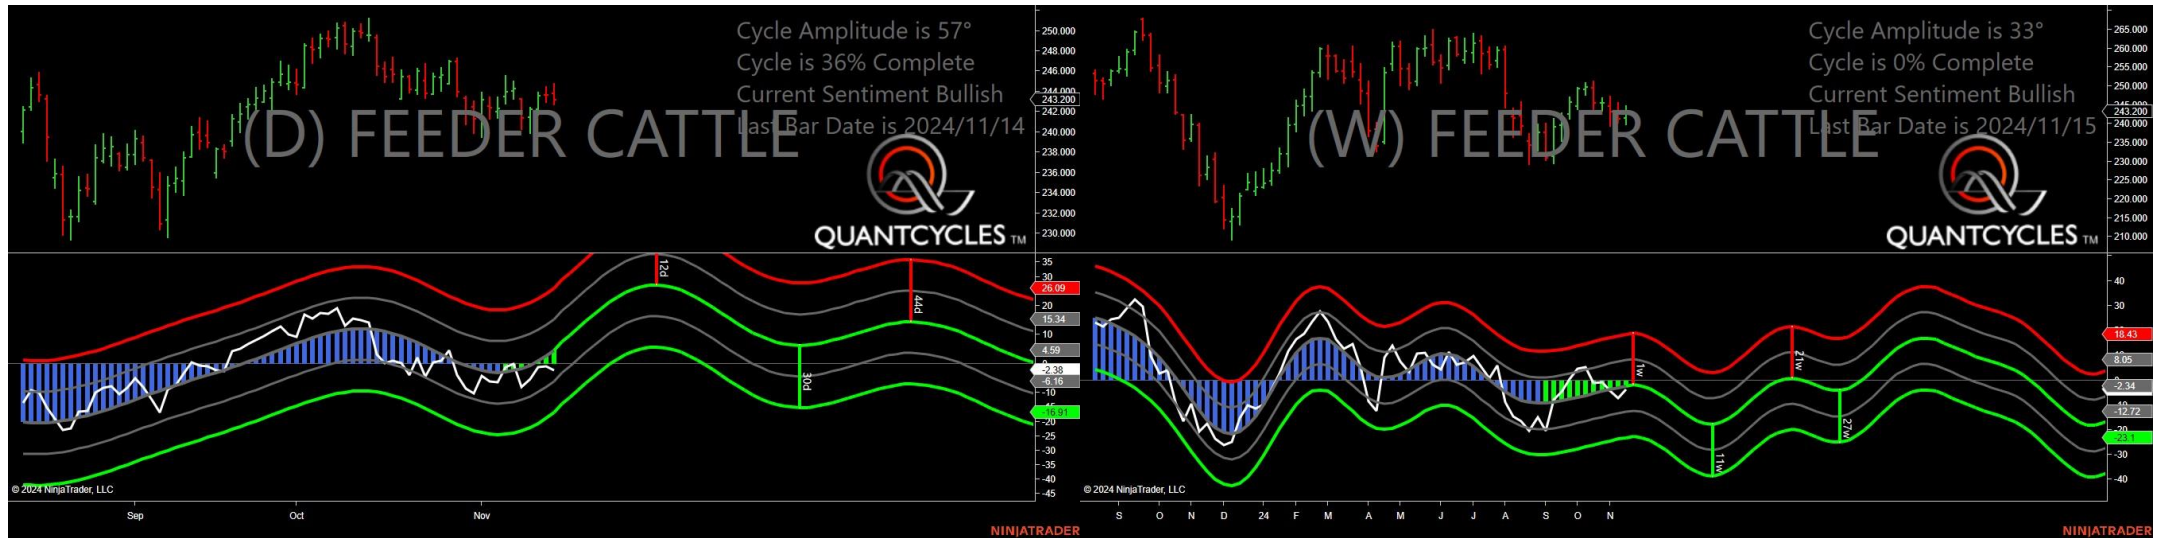 Cycle Amplitude is 57°
Cycle is 36% Complete
Current Sentiment Bullish
Last Bar Date is 2024/11/14
(D) FEEDER CATTLE
QUANTCYCLES TM
250.000
248.000
246.000
244.000
243.200
242.000
240.000
238.000
236.000
234.000
232.000
230.000
12d
44d
30d
35
30
26.09
20
15.34
10
4.59
0
-2.38
-6.16
-10
-16.91
-20
-25
-30
-35
-40
-45
© 2024 NinjaTrader, LLC
Sep
Oct
Nov
NINJATRADER
Cycle Amplitude is 33°
Cycle is 0% Complete
Current Sentiment Bullish
Last Bar Date is 2024/11/15
(W) FEEDER CATTLE
QUANTCYCLES TM
265.000
260.000
255.000
250.000
245.000
243.200
240.000
235.000
230.000
225.000
220.000
215.000
210.000
1w
21w
11w
27w
40
30
18.43
8.05
-2.34
-12.72
-23.1
-30
-40
© 2024 NinjaTrader, LLC
S
O
N
D
24
F
M
A
M
J
J
A
S
O
N
NINJATRADER